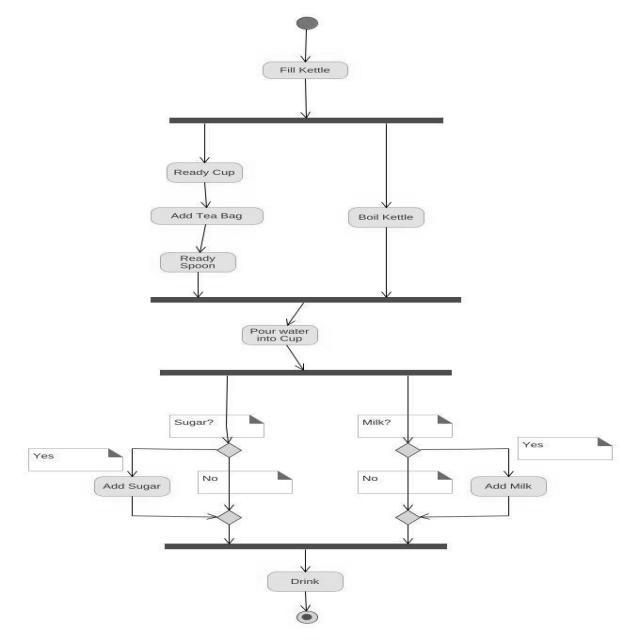 Fill Kettle
Ready Cup
Add Tea Bag
Boil Kettle
Ready
Spoon
Pour water
into Cup
Sugar?
Milk?
Yes
Yes
No
No
Add Sugar
Add Milk
Drink